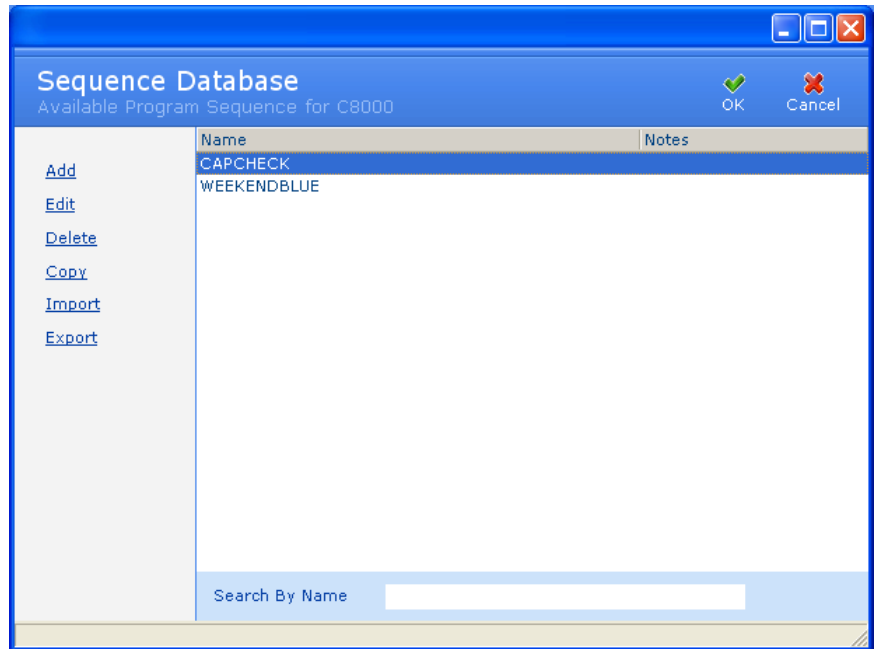 Sequence Database
Available Program Sequence for C8000
OK Cancel
Name Notes
CAPCHECK
WEEKENDBLUE
Add
Edit
Delete
Copy
Import
Export
Search By Name